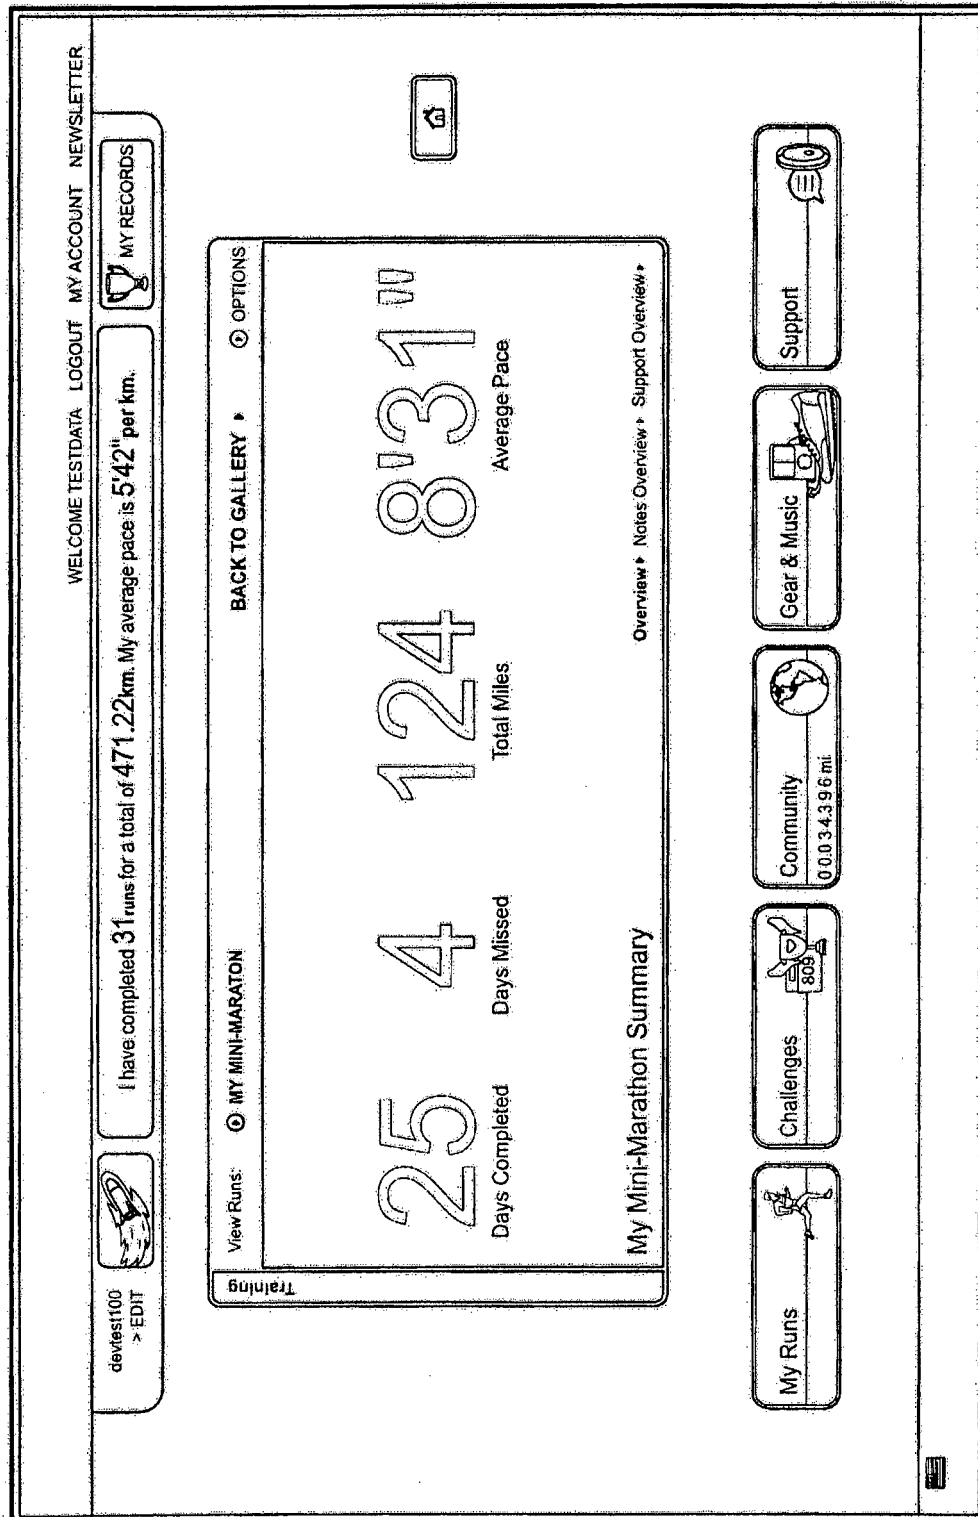 WELCOME TESTDATA LOGOUT MY ACCOUNT NEWSLETTER
devtest100
> EDIT
I have completed 31 runs for a total of 471.22km. My average pace is 5'42" per km.
MY RECORDS
View Runs:
MY MINI-MARATON
BACK TO GALLERY
OPTIONS
Training
25
Days Completed
4
Days Missed
124
Total Miles
8'31"
Average Pace
My Mini-Marathon Summary
Overview Notes Overview Support Overview
My Runs
Challenges
809
Community
0 0.0 3 4.3 9 6 mi
Gear & Music
Support